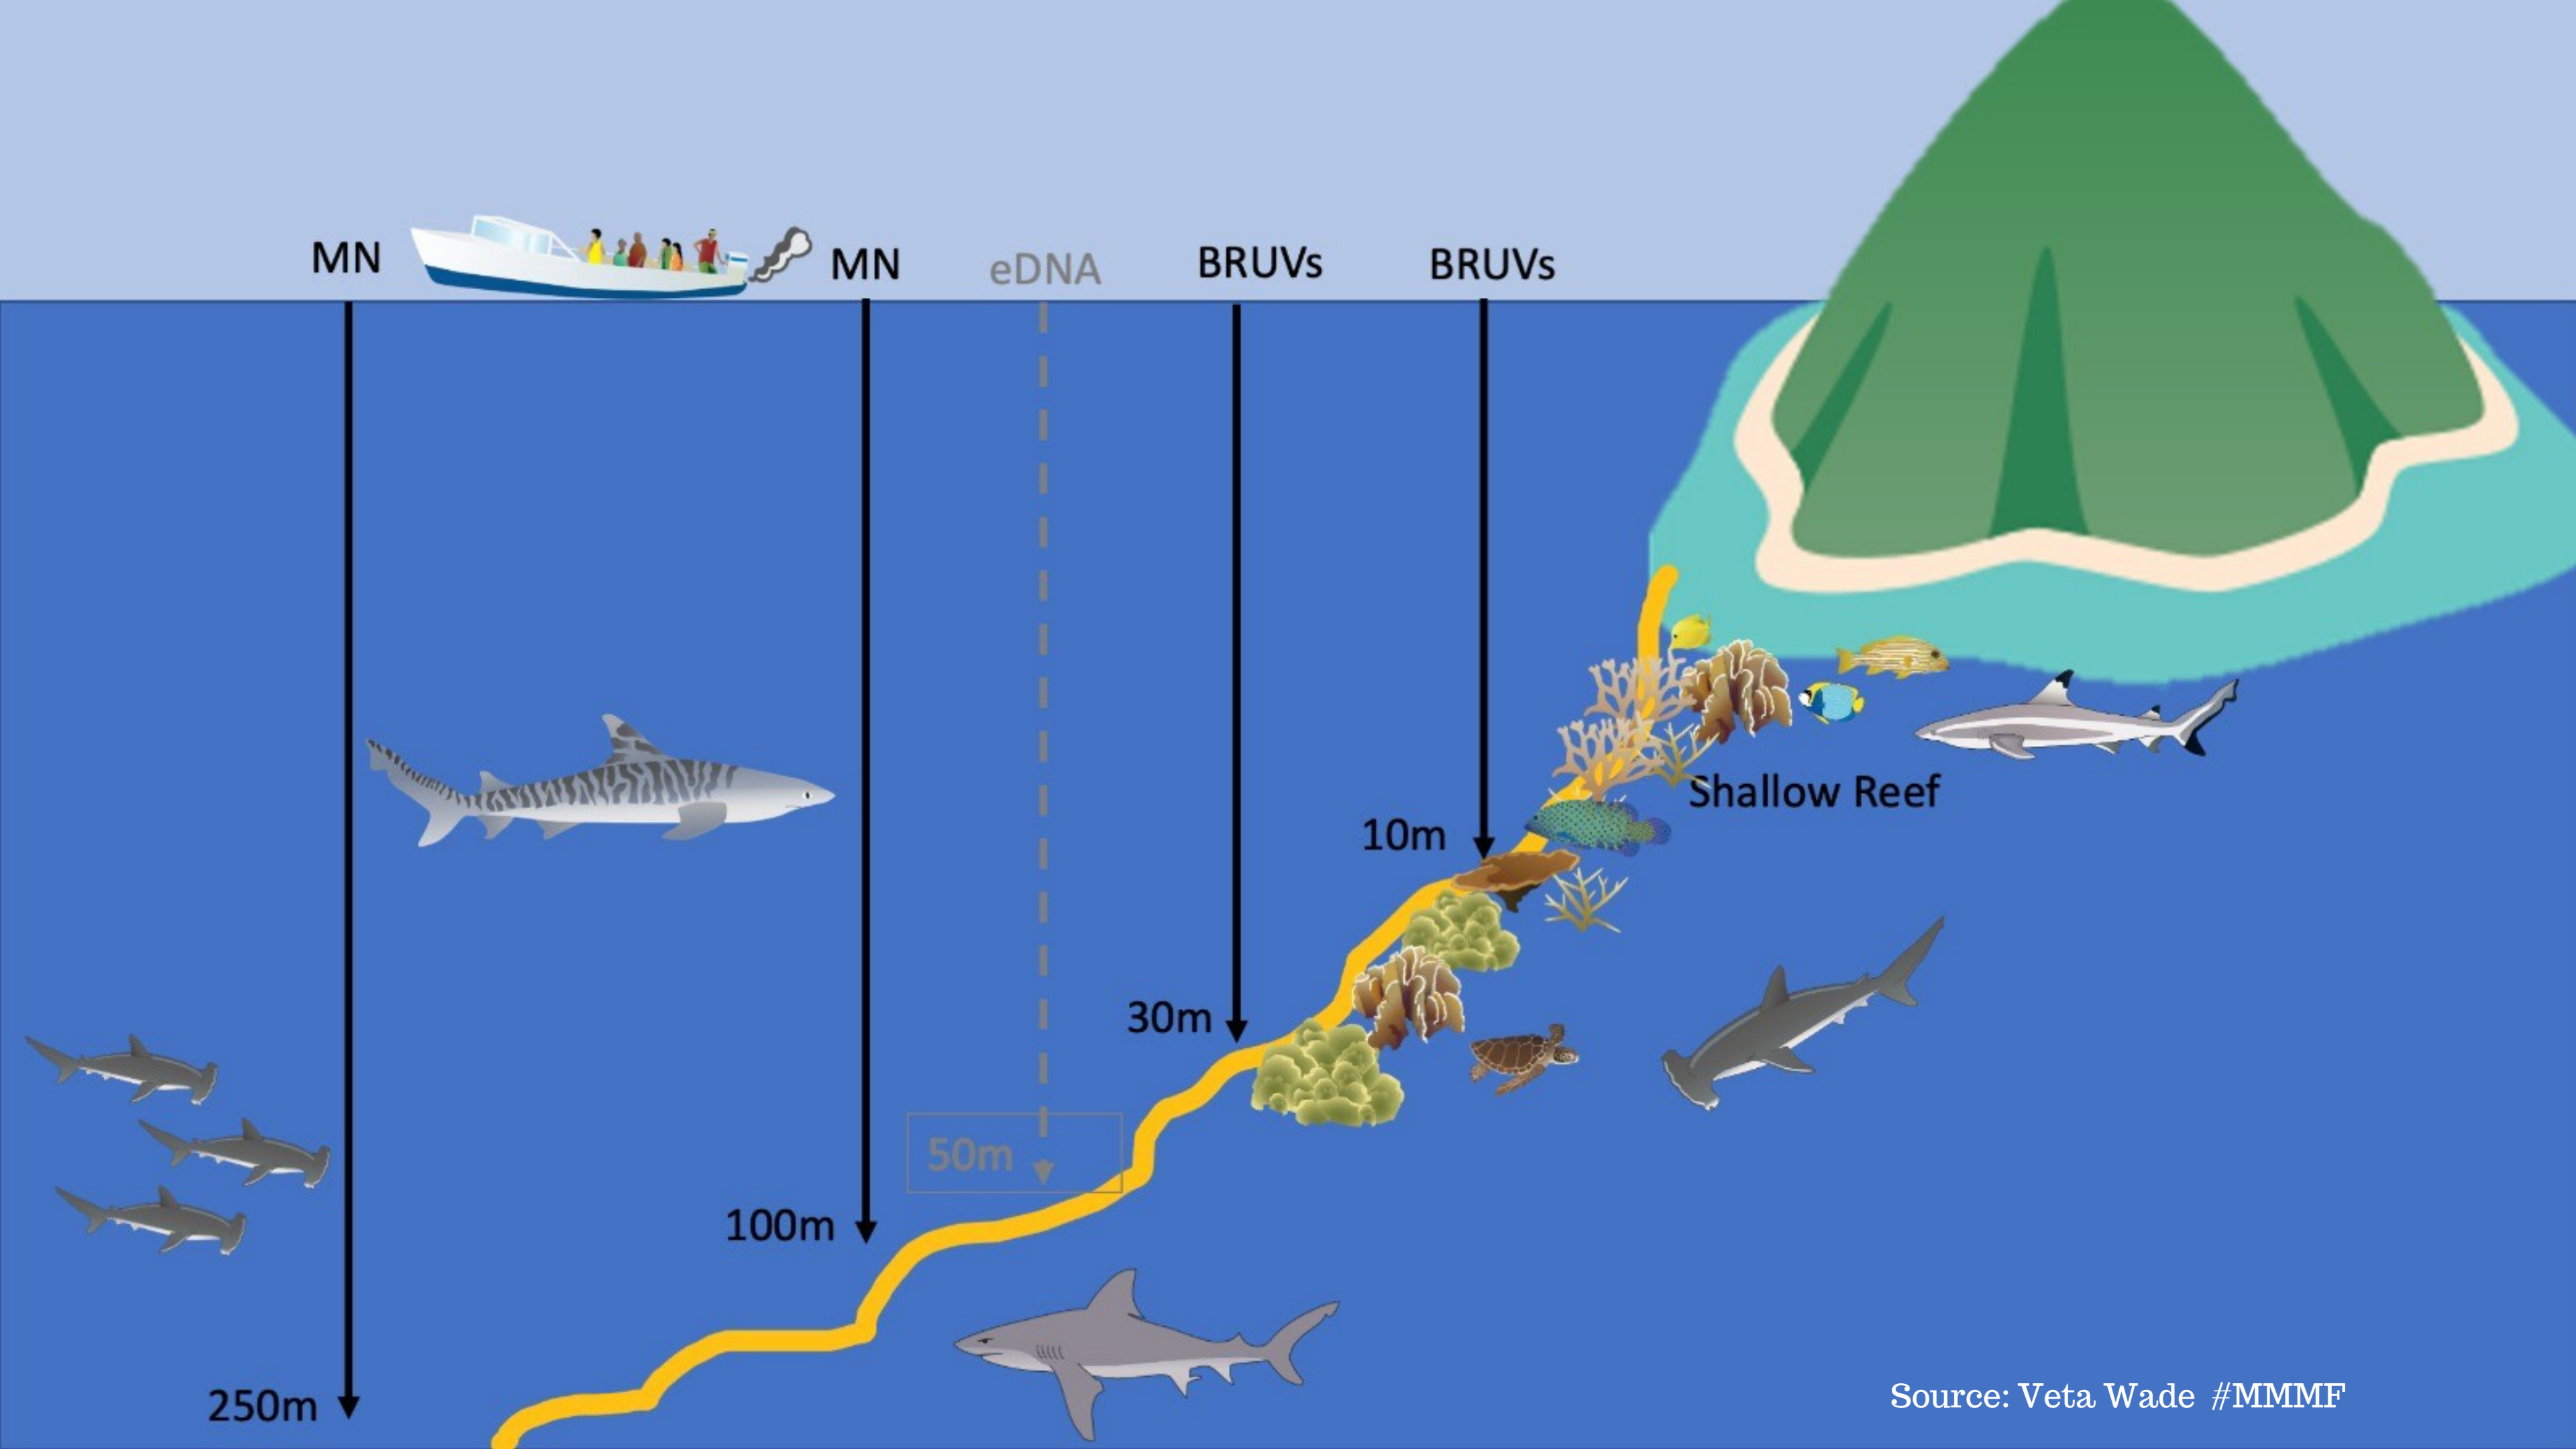 MN
MN
eDNA
BRUVs
BRUVs
Shallow Reef
10m
30m
50m
100m
250m
Source: Veta Wade #MMMF